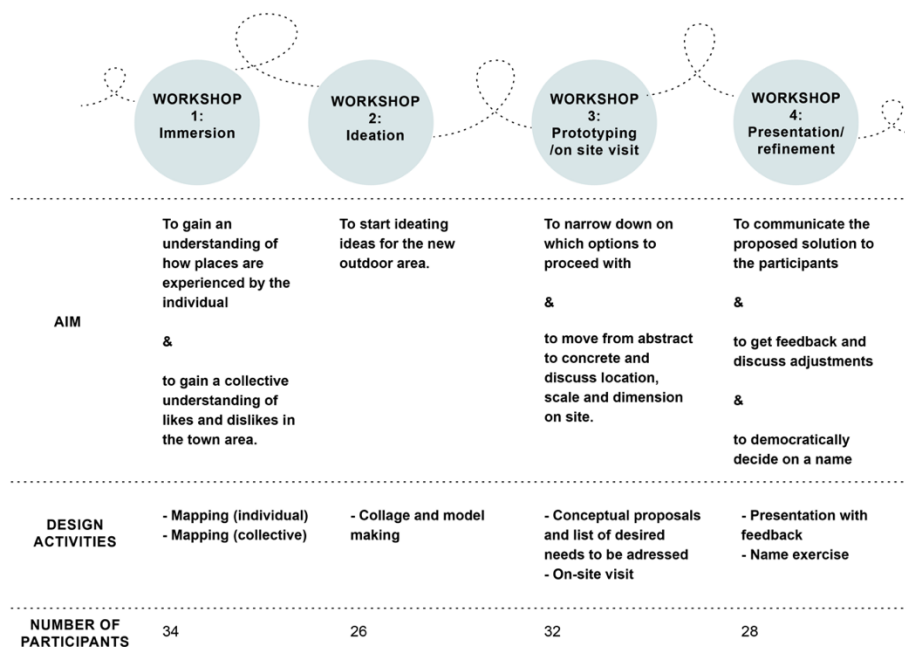 WORKSHOP
1:
Immersion
WORKSHOP
2:
Ideation
WORKSHOP
3:
Prototyping
/on site visit
WORKSHOP
4:
Presentation/
refinement
AIM
To gain an
understanding of
how places are
experienced by the
individual
&
to gain a collective
understanding of
likes and dislikes in
the town area.
To start ideating
ideas for the new
outdoor area.
To narrow down on
which options to
proceed with
&
to move from abstract
to concrete and
discuss location,
scale and dimension
on site.
To communicate the
proposed solution to
the participants
&
to get feedback and
discuss adjustments
&
to democratically
decide on a name
DESIGN
ACTIVITIES
- Mapping (individual)
- Mapping (collective)
- Collage and model
making
- Conceptual proposals
and list of desired
needs to be adressed
- On-site visit
- Presentation with
feedback
- Name exercise
NUMBER OF
PARTICIPANTS
34
26
32
28